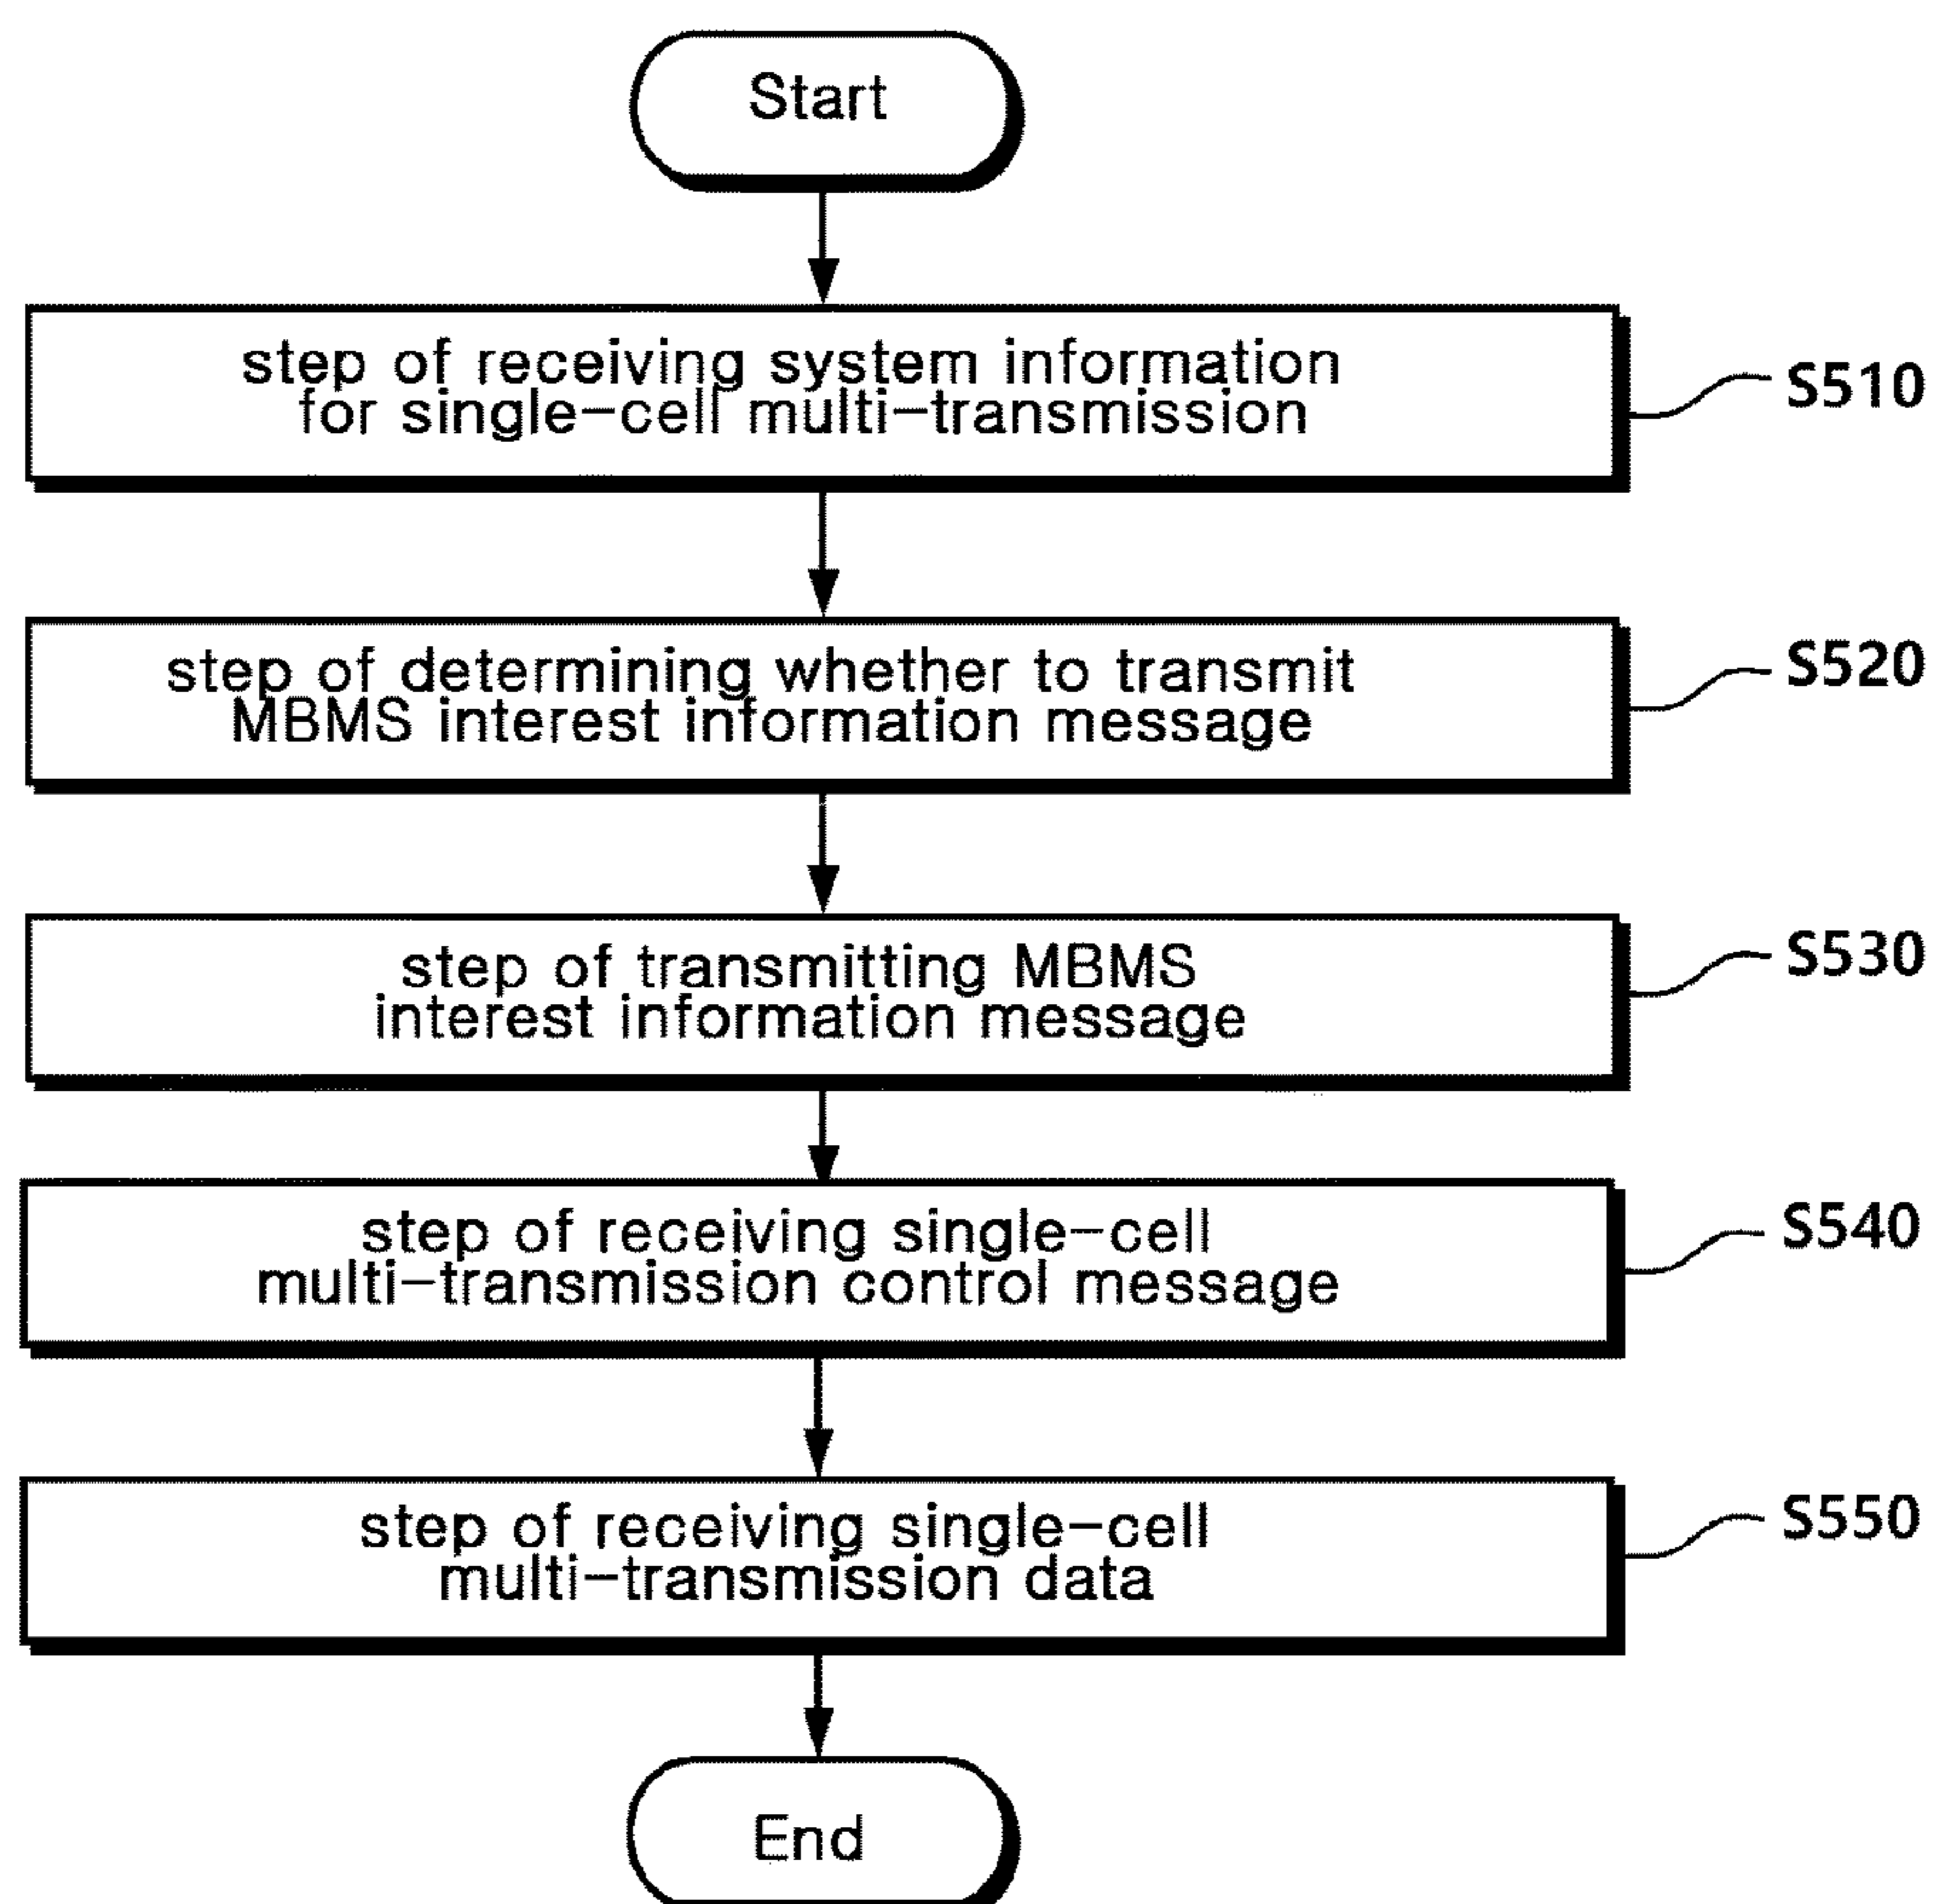 Start
step of receiving system information
for single-cell multi-transmission
S510
step of determining whether to transmit
MBMS interest information message
S520
step of transmitting MBMS
interest information message
S530
step of receiving single-cell
multi-transmission control message
S540
step of receiving single-cell
multi-transmission data
S550
End